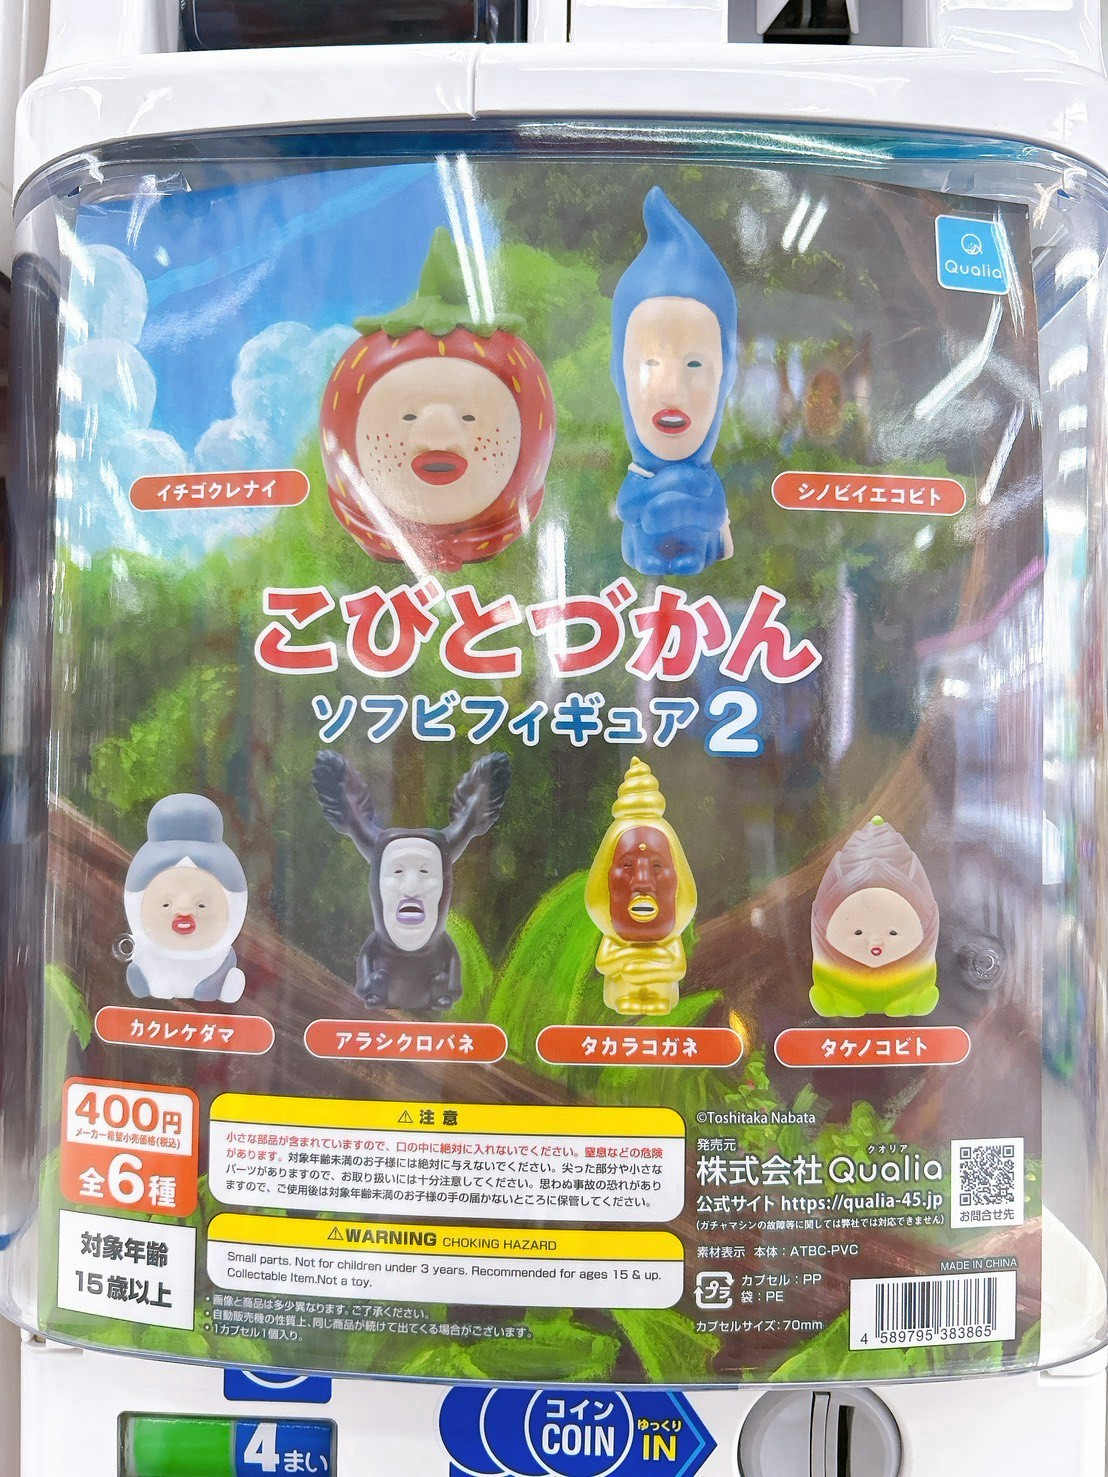 Qualia
イチゴクレナイ
シノビイエコビト
こびとづかん
ソフビフィギュア2
カクレケダマ
アラシクロバネ
タカラコガネ
タケノコビト
400円
メーカー希望小売価格(税込)
全6種
対象年齢
15歳以上
⚠注意
小さな部品が含まれていますので、口の中に絶対に入れないでください。窒息などの危険
があります。対象年齢未満のお子様には絶対に与えないでください。尖った部分や小さな
パーツがありますので、お取り扱いには十分注意してください。思わぬ事故の恐れがあり
ますので、ご使用後は対象年齢未満のお子様の手の届かないところに保管してください。
⚠WARNING CHOKING HAZARD
Small parts. Not for children under 3 years. Recommended for ages 15 & up.
Collectable Item.Not a toy.
・画像と商品は多少異なります。ご了承ください。
・自動販売機の性質上、同じ商品が続けて出てくる場合がございます。
・1カプセル1個入り。
©Toshitaka Nabata
発売元
クオリア
株式会社Qualia
公式サイト https://qualia-45.jp
(ガチャマシンの故障等に関しては弊社では対応できません)
お問合せ先
素材表示 本体：ATBC-PVC
プラ
カプセル：PP
袋：PE
カプセルサイズ：70mm
MADE IN CHINA
4 589795 383865
4まい
コイン
COIN
ゆっくり
IN